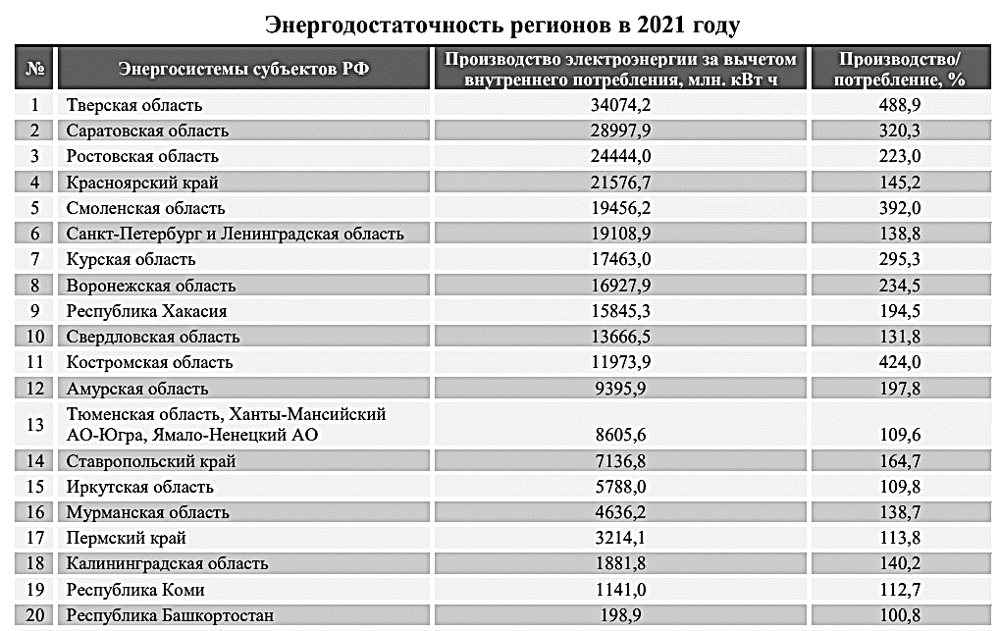 Энергодостаточность регионов в 2021 году
№ Энергосистемы субъектов РФ Производство электроэнергии за вычетом внутреннего потребления, млн. кВт ч Производство/ потребление, %
1 Тверская область 34074,2 488,9
2 Саратовская область 28997,9 320,3
3 Ростовская область 24444,0 223,0
4 Красноярский край 21576,7 145,2
5 Смоленская область 19456,2 392,0
6 Санкт-Петербург и Ленинградская область 19108,9 138,8
7 Курская область 17463,0 295,3
8 Воронежская область 16927,9 234,5
9 Республика Хакасия 15845,3 194,5
10 Свердловская область 13666,5 131,8
11 Костромская область 11973,9 424,0
12 Амурская область 9395,9 197,8
13 Тюменская область, Ханты-Мансийский
АО-Югра, Ямало-Ненецкий АО 8605,6 109,6
14 Ставропольский край 7136,8 164,7
15 Иркутская область 5788,0 109,8
16 Мурманская область 4636,2 138,7
17 Пермский край 3214,1 113,8
18 Калининградская область 1881,8 140,2
19 Республика Коми 1141,0 112,7
20 Республика Башкортостан 198,9 100,8